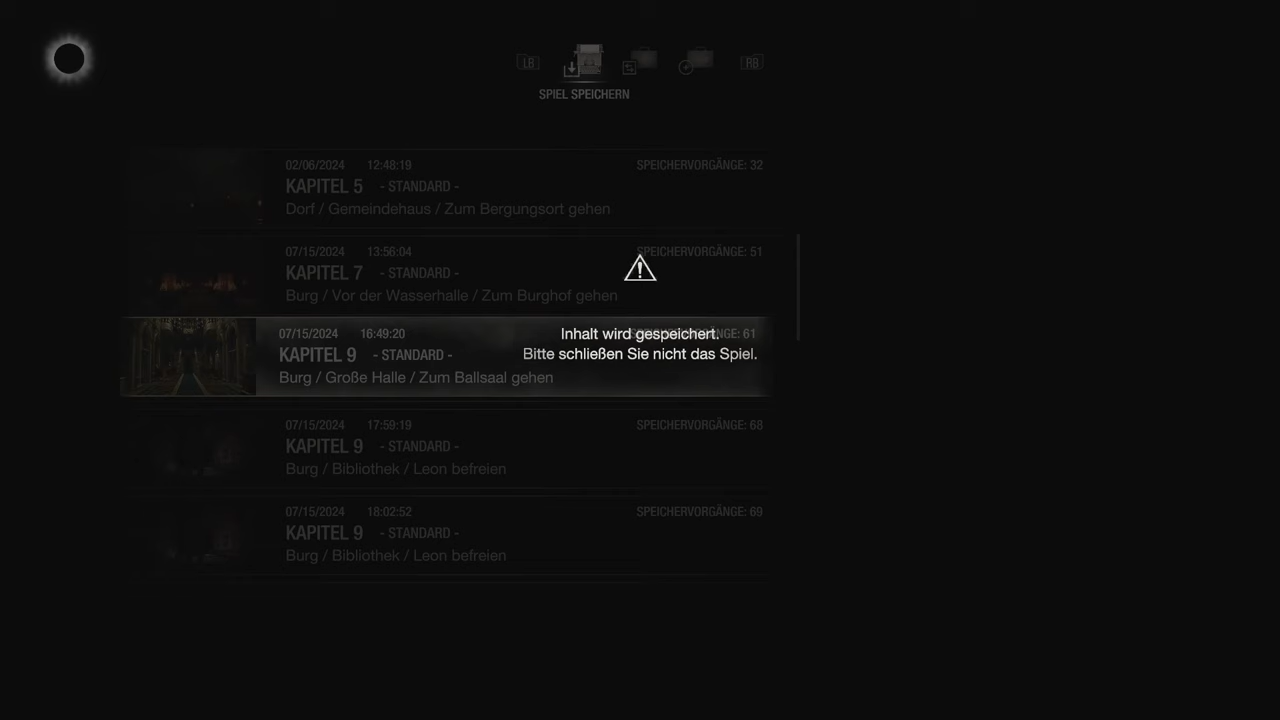 LB
RB
SPIEL SPEICHERN
02/06/2024 12:48:19 SPEICHERVORGÄNGE: 32
KAPITEL 5 - STANDARD -
Dorf / Gemeindehaus / Zum Bergungsort gehen
07/15/2024 13:56:04 SPEICHERVORGÄNGE: 51
KAPITEL 7 - STANDARD -
Burg / Vor der Wasserhalle / Zum Burghof gehen
07/15/2024 16:49:20 SPEICHERVORGÄNGE: 61
Inhalt wird gespeichert.
Bitte schließen Sie nicht das Spiel.
KAPITEL 9 - STANDARD -
Burg / Große Halle / Zum Ballsaal gehen
07/15/2024 17:59:19 SPEICHERVORGÄNGE: 68
KAPITEL 9 - STANDARD -
Burg / Bibliothek / Leon befreien
07/15/2024 18:02:52 SPEICHERVORGÄNGE: 69
KAPITEL 9 - STANDARD -
Burg / Bibliothek / Leon befreien